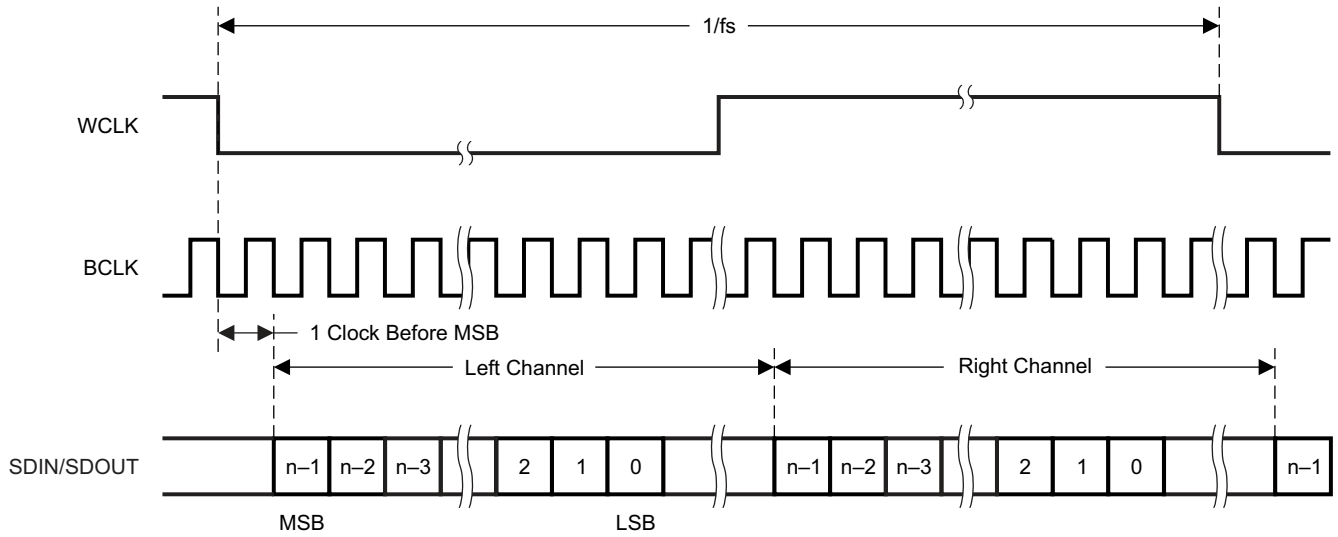 1/fs
WCLK
BCLK
1 Clock Before MSB
Left Channel
Right Channel
SDIN/SDOUT
n–1
n–2
n–3
2
1
0
n–1
n–2
n–3
2
1
0
n–1
MSB
LSB